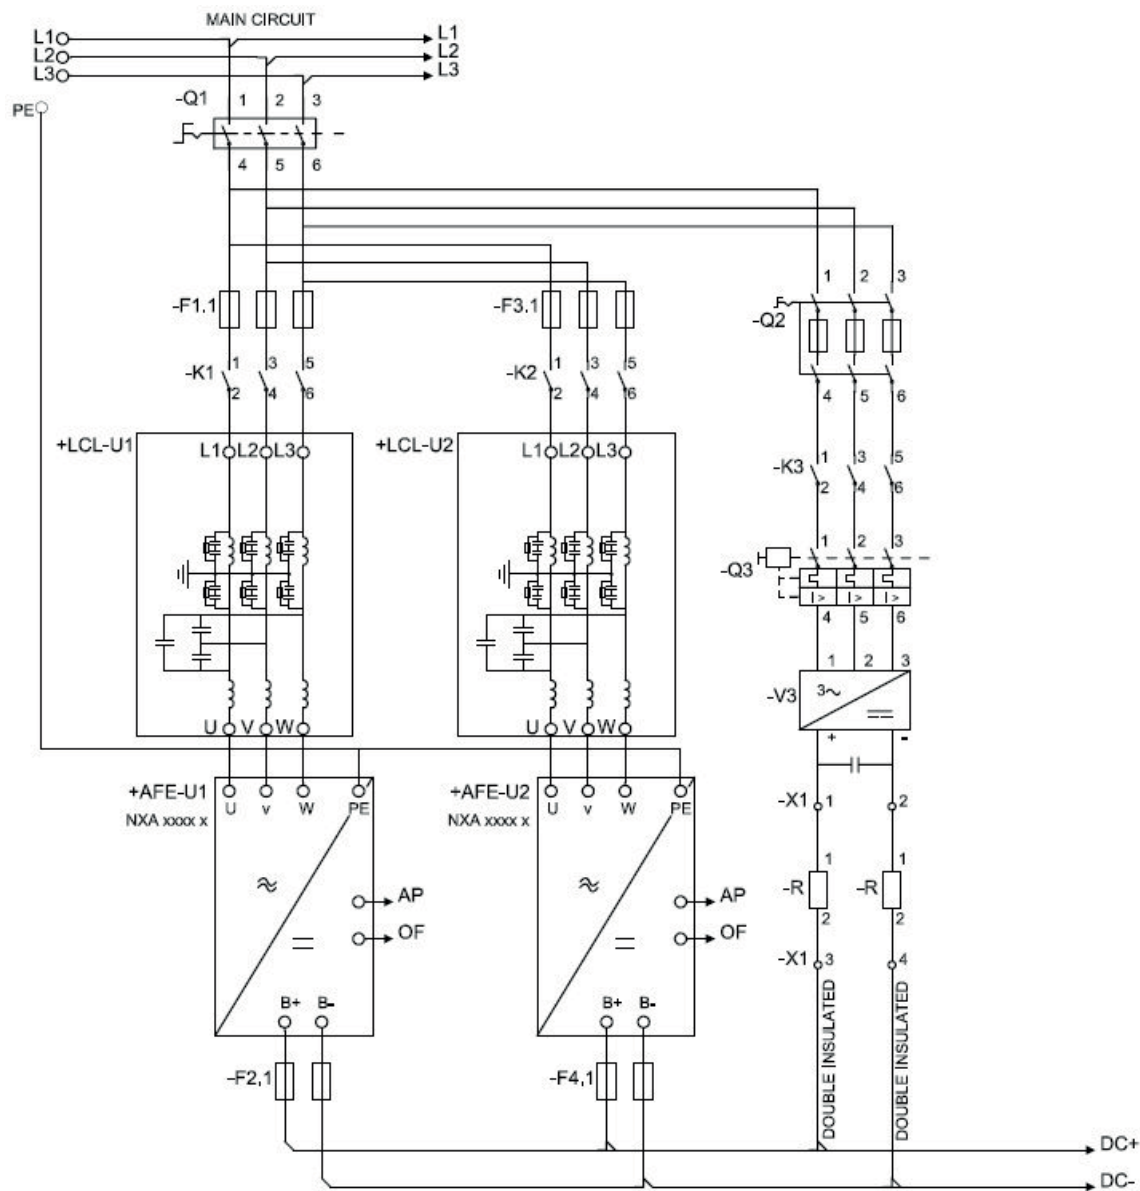 MAIN CIRCUIT
L1 L1
L2 L2
L3 L3
PE
-Q1 1 2 3
4 5 6
1 2 3
-F1.1 -F3.1 -Q2
-K1 1 3 5 -K2 1 3 5
2 4 6 2 4 6 4 5 6
+LCL-U1 L1 L2 L3 +LCL-U2 L1 L2 L3
-K3 1 3 5
2 4 6
1 2 3
-Q3
I> I> I>
4 5 6
1 2 3
-V3 3~
U V W U V W
+ -
+AFE-U1 U v W PE +AFE-U2 U v W PE
NXA xxxx x NXA xxxx x
-X1 1 2
1 1
-R -R
2 2
AP AP
OF OF
-X1 3 4
B+ B- B+ B-
DOUBLE INSULATED
DOUBLE INSULATED
-F2,1 -F4,1
DC+
DC-